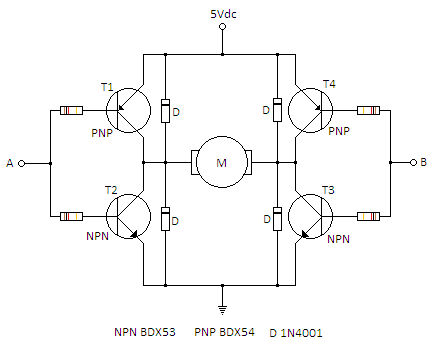 5Vdc
T1
T4
D
D
PNP
PNP
A
M
B
T2
T3
D
D
NPN
NPN
NPN BDX53 PNP BDX54 D 1N4001